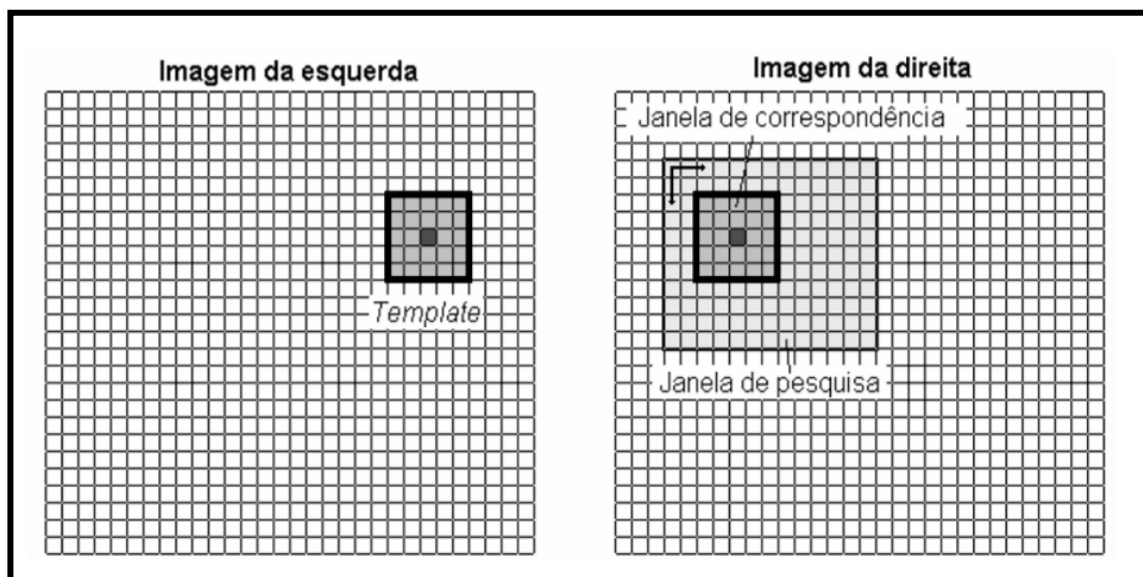 Imagem da esquerda
Imagem da direita
Janela de correspondência
Template
Janela de pesquisa